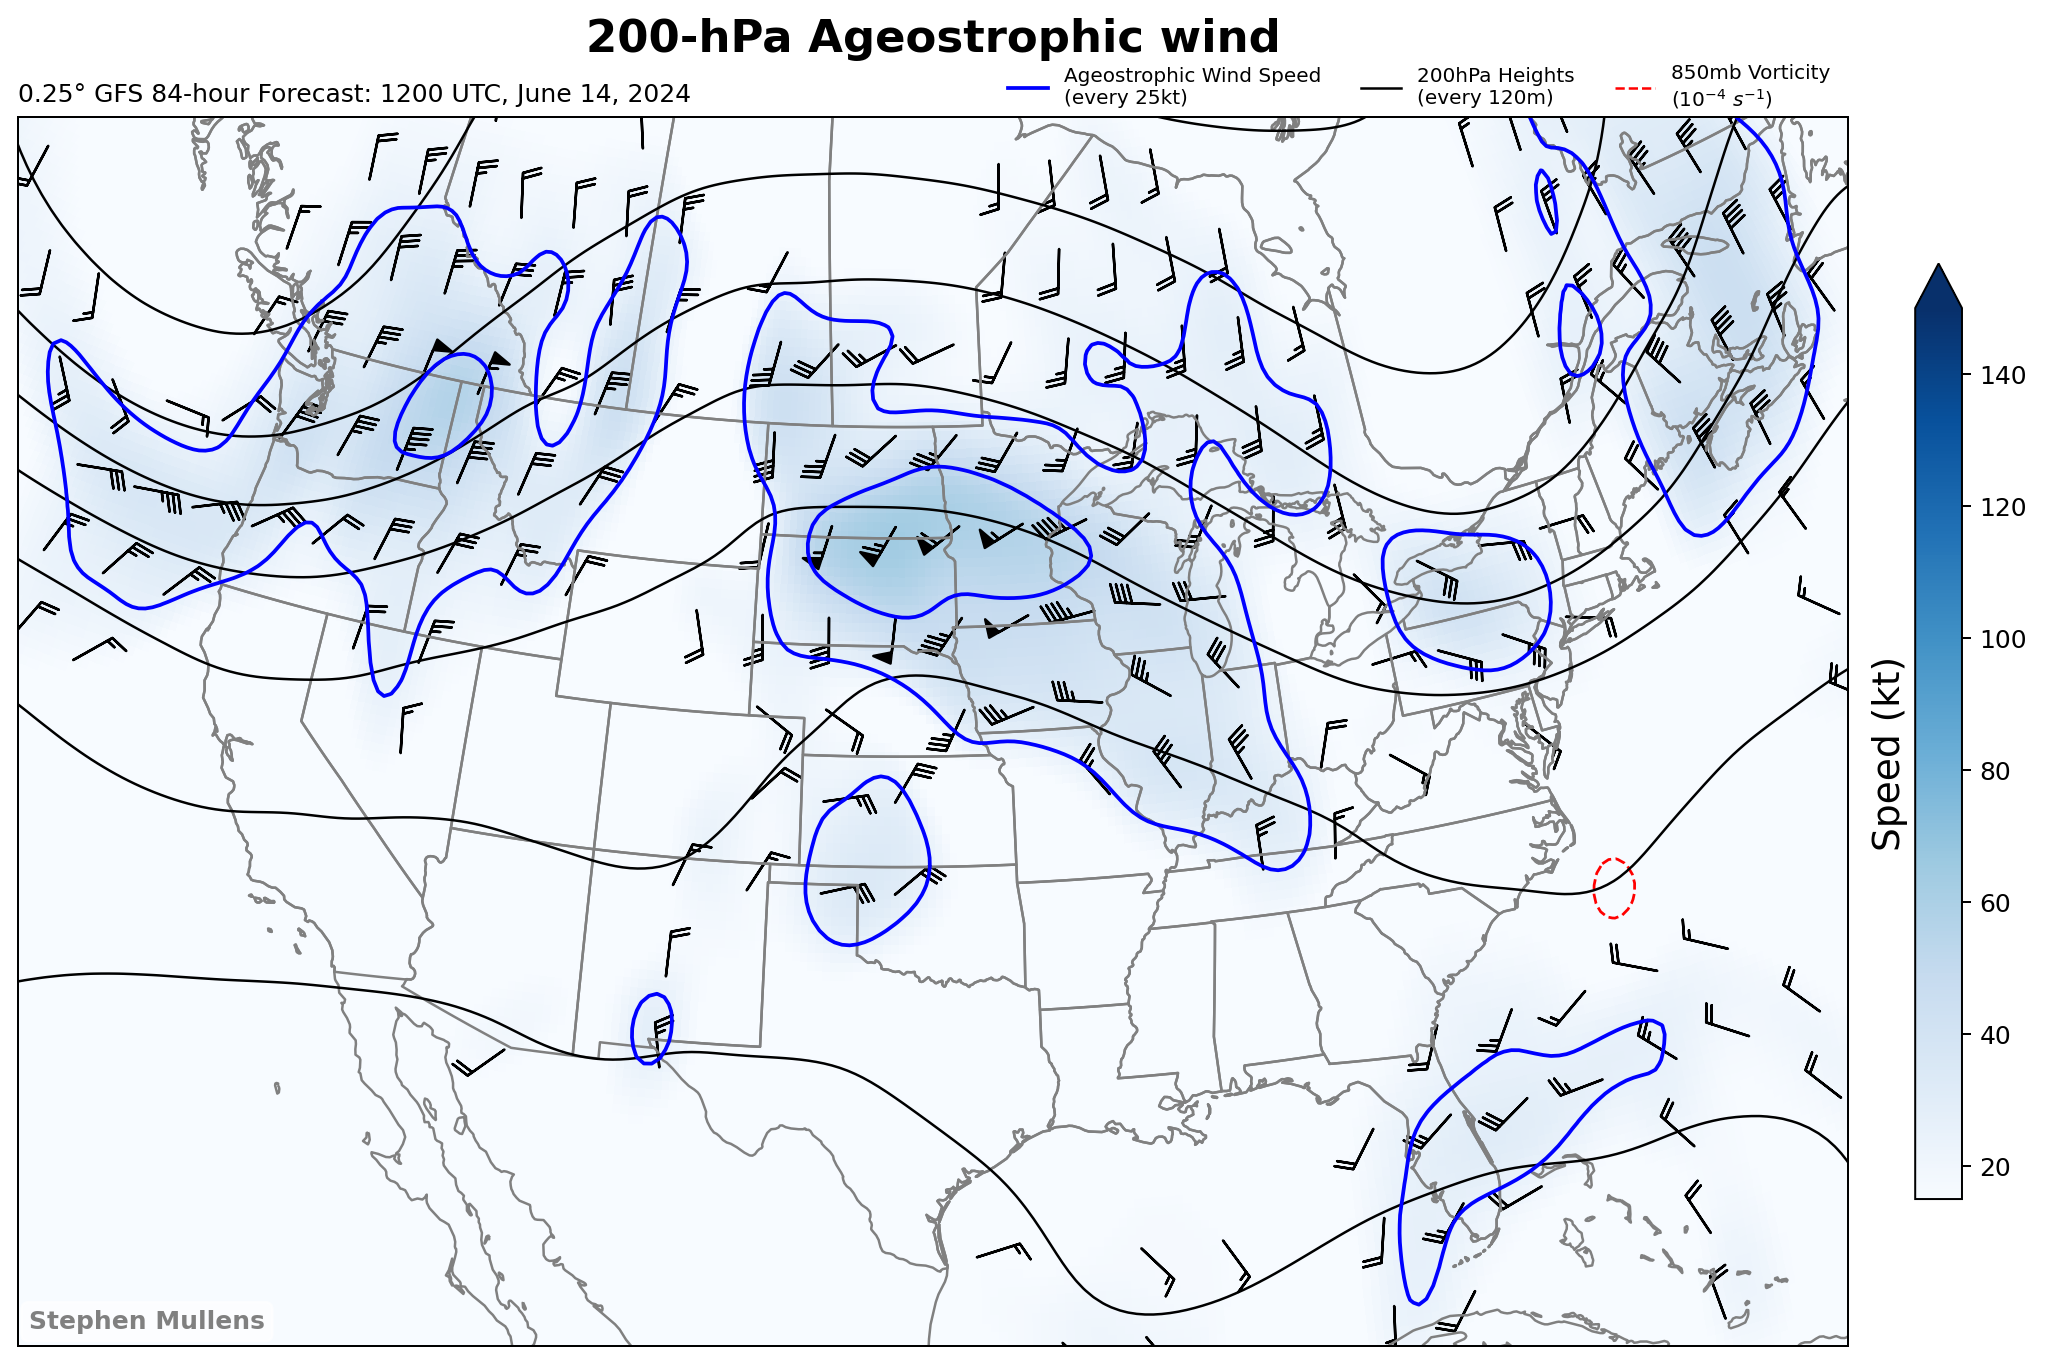 200-hPa Ageostrophic wind
0.25° GFS 84-hour Forecast: 1200 UTC, June 14, 2024
Ageostrophic Wind Speed
(every 25kt)
200hPa Heights
(every 120m)
850mb Vorticity
(10⁻⁴ s⁻¹)
140
120
100
80
60
40
20
Speed (kt)
Stephen Mullens